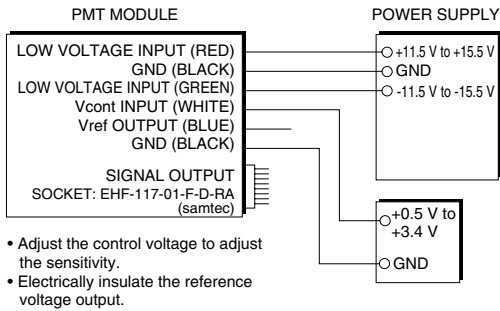 PMT MODULE
LOW VOLTAGE INPUT (RED)
GND (BLACK)
LOW VOLTAGE INPUT (GREEN)
Vcont INPUT (WHITE)
Vref OUTPUT (BLUE)
GND (BLACK)
SIGNAL OUTPUT
SOCKET: EHF-117-01-F-D-RA
(samtec)
POWER SUPPLY
+11.5 V to +15.5 V
GND
-11.5 V to -15.5 V
+0.5 V to
+3.4 V
GND
• Adjust the control voltage to adjust
the sensitivity.
• Electrically insulate the reference
voltage output.